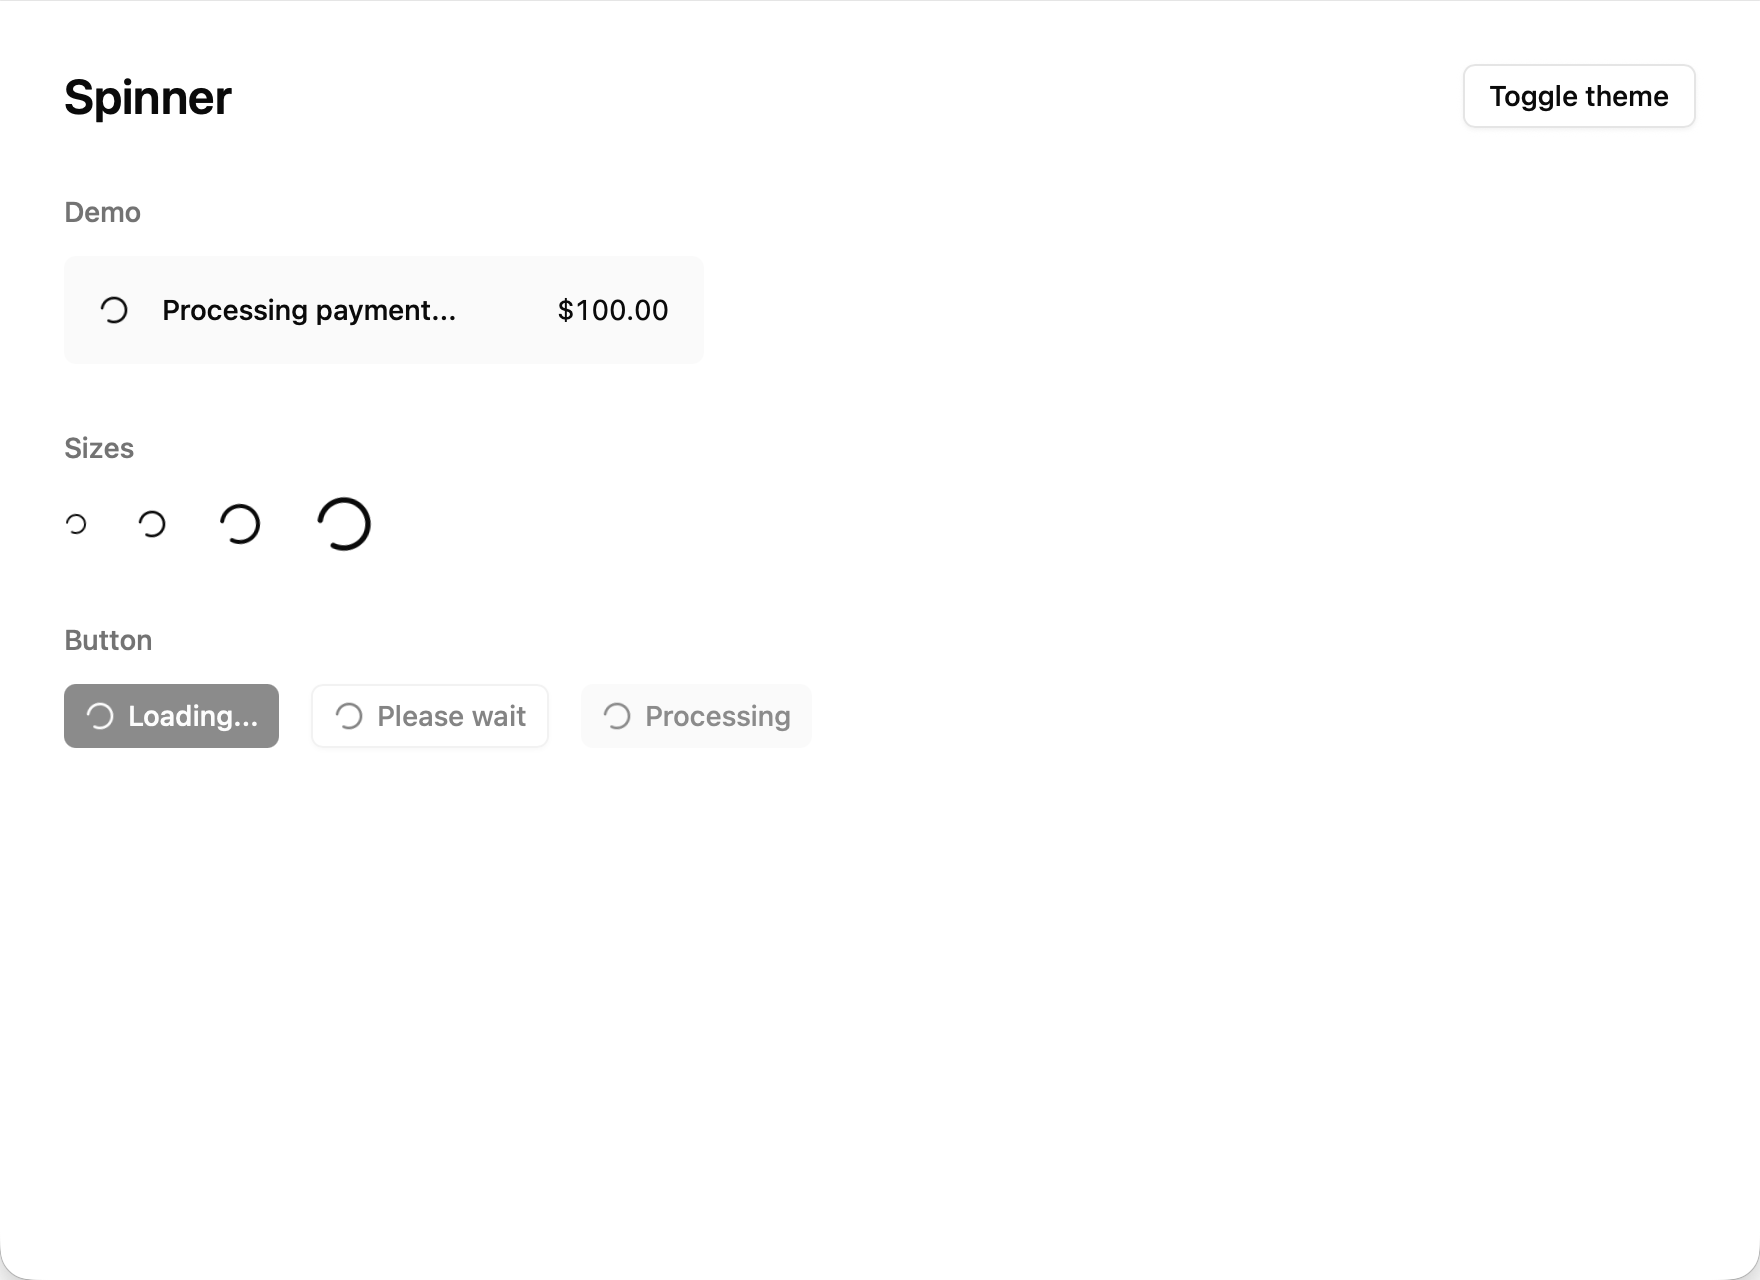 Spinner
Toggle theme
Demo
Processing payment...
$100.00
Sizes
Button
Loading...
Please wait
Processing